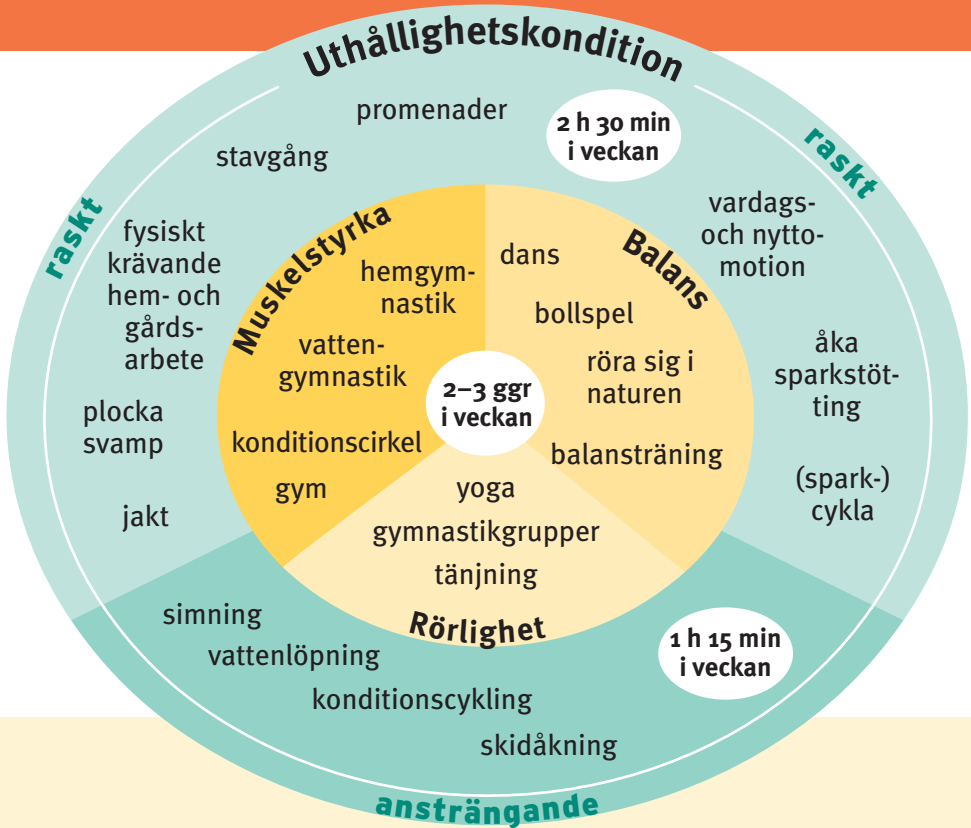 Uthållighetskondition
raskt
raskt
promenader
2 h 30 min
i veckan
stavgång
vardags-
och nytto-
motion
fysiskt
krävande
hem- och
gårds-
arbete
åka
sparkstöt-
ting
plocka
svamp
(spark-)
cykla
jakt
Muskelstyrka
hemgym-
nastik
vatten-
gymnastik
konditionscirkel
gym
Balans
dans
bollspel
röra sig i
naturen
balansträning
2–3 ggr
i veckan
yoga
gymnastikgrupper
tänjning
Rörlighet
simning
vattenlöpning
konditionscykling
skidåkning
1 h 15 min
i veckan
ansträngande